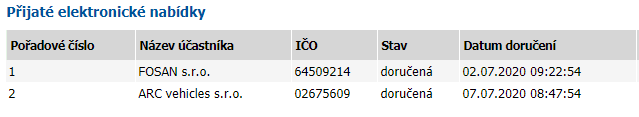 Přijaté elektronické nabídky
Pořadové číslo Název účastníka IČO Stav Datum doručení
1 FOSAN s.r.o. 64509214 doručená 02.07.2020 09:22:54
2 ARC vehicles s.r.o. 02675609 doručená 07.07.2020 08:47:54